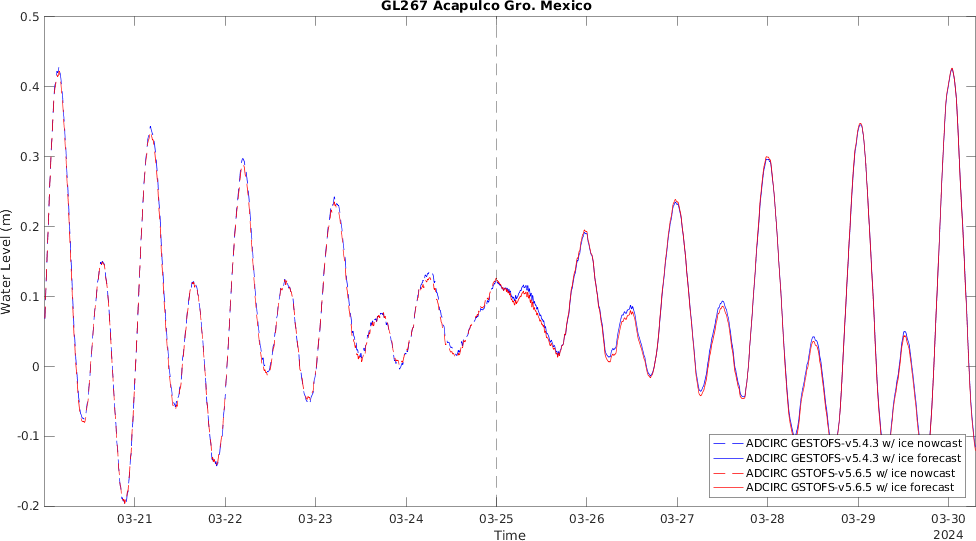 GL267 Acapulco Gro. Mexico
0.5
0.4
0.3
0.2
0.1
0
-0.1
-0.2
Water Level (m)
ADCIRC GESTOFS-v5.4.3 w/ ice nowcast
ADCIRC GESTOFS-v5.4.3 w/ ice forecast
ADCIRC GSTOFS-v5.6.5 w/ ice nowcast
ADCIRC GSTOFS-v5.6.5 w/ ice forecast
03-21 03-22 03-23 03-24 03-25 03-26 03-27 03-28 03-29 03-30
Time 2024